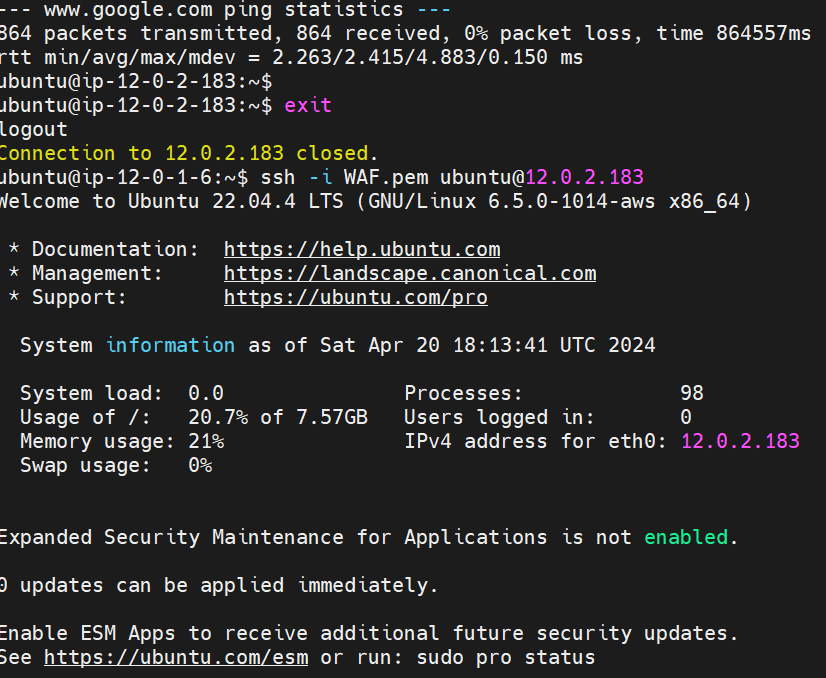 --- www.google.com ping statistics ---
864 packets transmitted, 864 received, 0% packet loss, time 864557ms
rtt min/avg/max/mdev = 2.263/2.415/4.883/0.150 ms
ubuntu@ip-12-0-2-183:~$
ubuntu@ip-12-0-2-183:~$ exit
logout
Connection to 12.0.2.183 closed.
ubuntu@ip-12-0-1-6:~$ ssh -i WAF.pem ubuntu@12.0.2.183
Welcome to Ubuntu 22.04.4 LTS (GNU/Linux 6.5.0-1014-aws x86_64)

 * Documentation:  https://help.ubuntu.com
 * Management:     https://landscape.canonical.com
 * Support:        https://ubuntu.com/pro

  System information as of Sat Apr 20 18:13:41 UTC 2024

  System load:  0.0               Processes:             98
  Usage of /:   20.7% of 7.57GB   Users logged in:       0
  Memory usage: 21%               IPv4 address for eth0: 12.0.2.183
  Swap usage:   0%

Expanded Security Maintenance for Applications is not enabled.

0 updates can be applied immediately.

Enable ESM Apps to receive additional future security updates.
See https://ubuntu.com/esm or run: sudo pro status